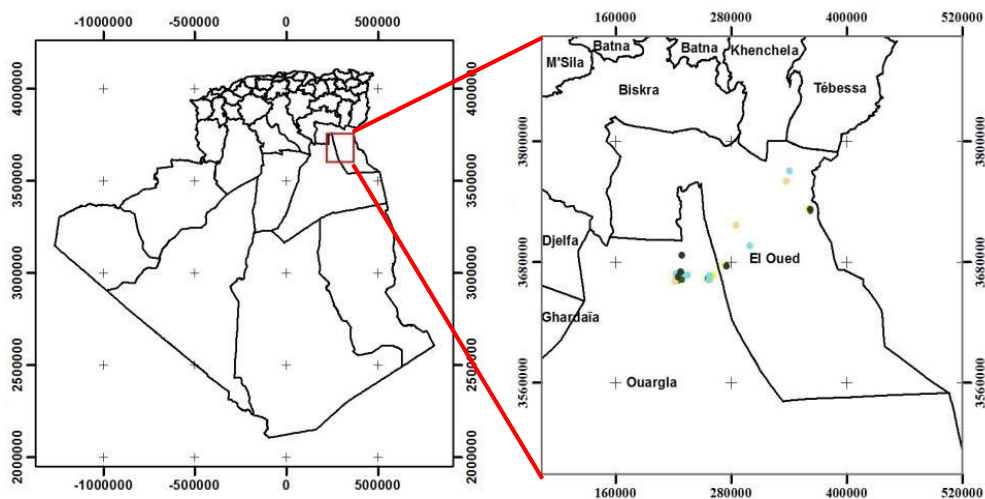 -1000000 -500000 0 500000
160000 280000 400000 520000
4000000 4000000
3500000 3500000
3000000 3000000
2500000 2500000
2000000 2000000
-1000000 -500000 0 500000
Batna Batna Khenchela
M'Sila
Biskra Tébessa
3800000 3800000
Djelfa
El Oued
3680000 3680000
Ghardaïa
Ouargla
3560000 3560000
160000 280000 400000 520000